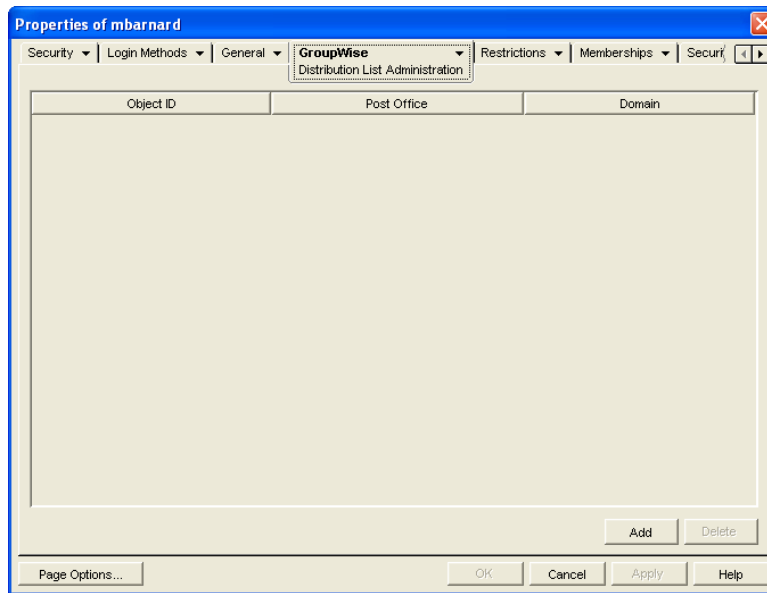 Properties of mbarnard
Security
Login Methods
General
GroupWise
Distribution List Administration
Restrictions
Memberships
Securi
Object ID
Post Office
Domain
Add
Delete
Page Options...
OK
Cancel
Apply
Help